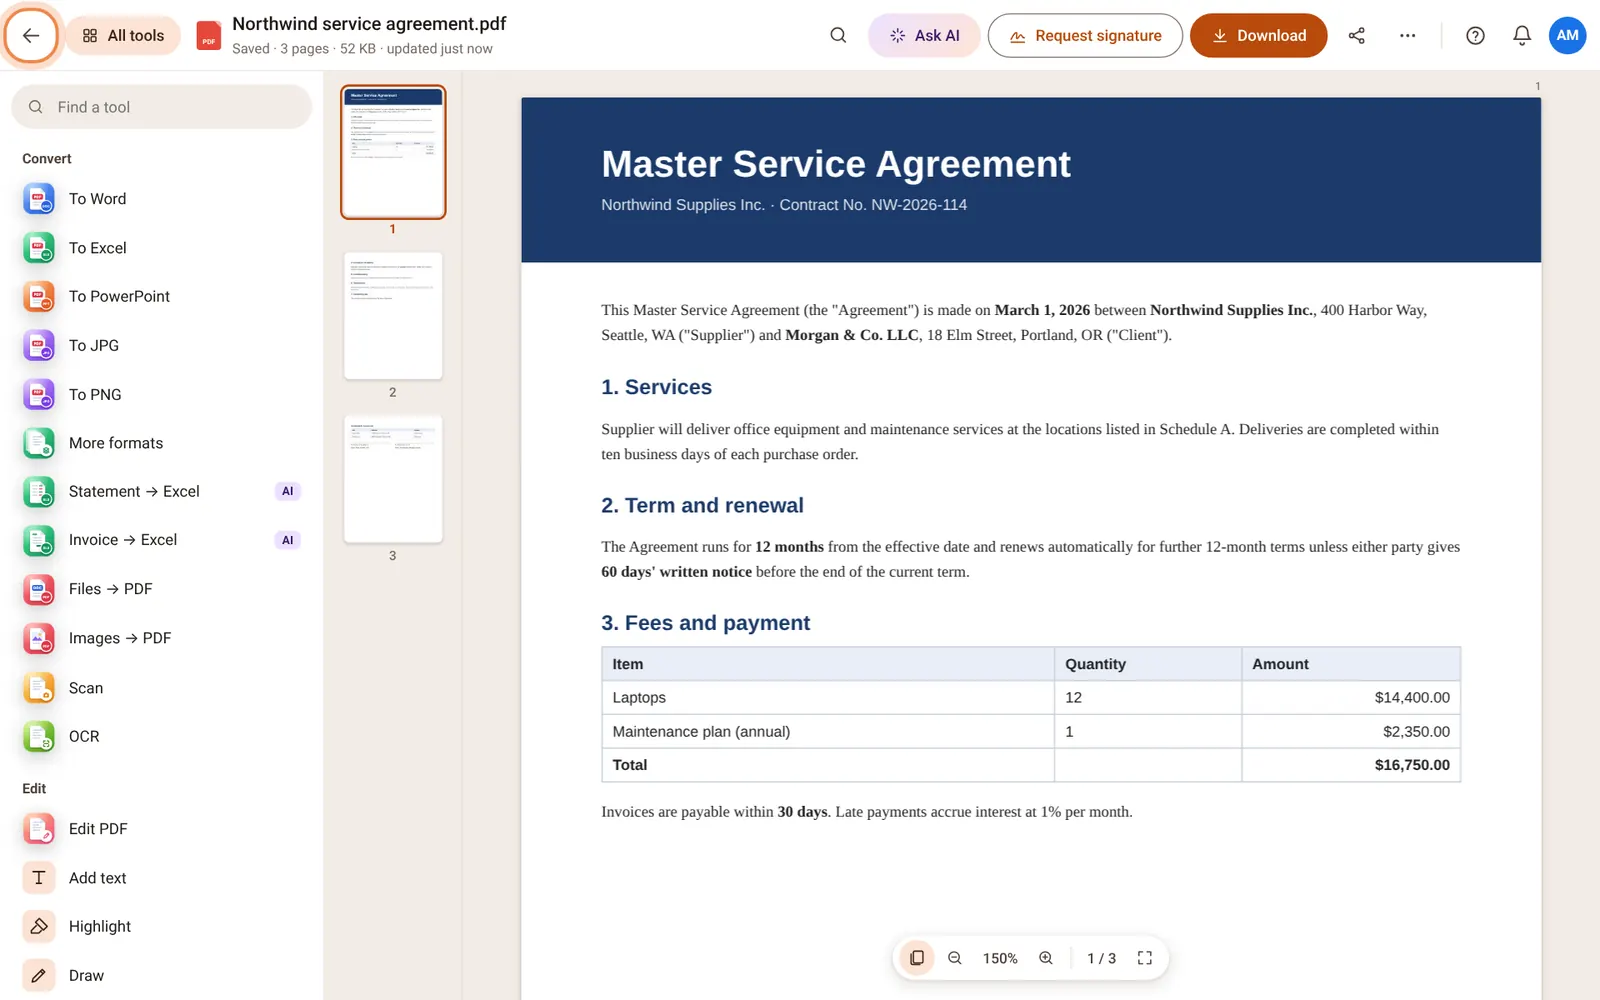 All tools
PDF
Northwind service agreement.pdf
Saved · 3 pages · 52 KB · updated just now
Ask AI
Request signature
Download
AM
Find a tool
Convert
To Word
To Excel
To PowerPoint
To JPG
To PNG
More formats
Statement → Excel AI
Invoice → Excel AI
Files → PDF
Images → PDF
Scan
OCR
Edit
Edit PDF
Add text
Highlight
Draw
Master Service Agreement
1
2
3
1
Master Service Agreement
Northwind Supplies Inc. · Contract No. NW-2026-114
This Master Service Agreement (the "Agreement") is made on March 1, 2026 between Northwind Supplies Inc., 400 Harbor Way,
Seattle, WA ("Supplier") and Morgan & Co. LLC, 18 Elm Street, Portland, OR ("Client").
1. Services
Supplier will deliver office equipment and maintenance services at the locations listed in Schedule A. Deliveries are completed within
ten business days of each purchase order.
2. Term and renewal
The Agreement runs for 12 months from the effective date and renews automatically for further 12-month terms unless either party gives
60 days' written notice before the end of the current term.
3. Fees and payment
Item Quantity Amount
Laptops 12 $14,400.00
Maintenance plan (annual) 1 $2,350.00
Total $16,750.00
Invoices are payable within 30 days. Late payments accrue interest at 1% per month.
150%
1 / 3